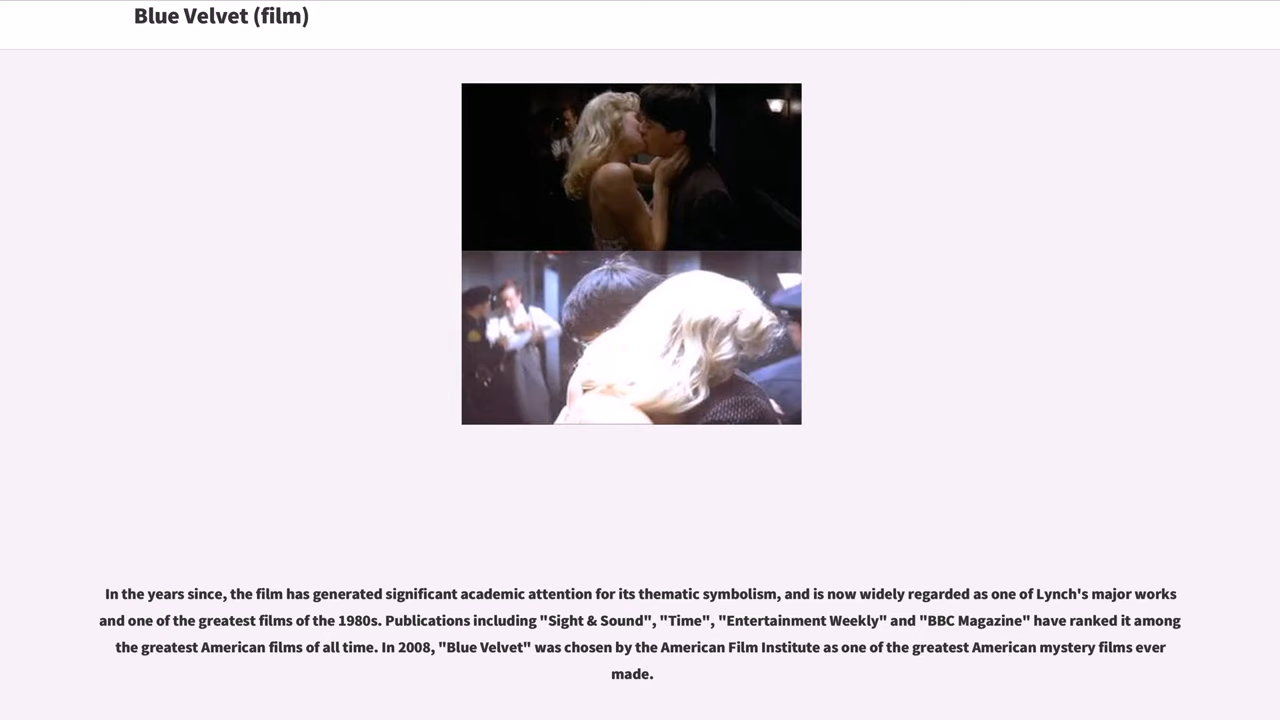 Blue Velvet (film)
In the years since, the film has generated significant academic attention for its thematic symbolism, and is now widely regarded as one of Lynch's major works
and one of the greatest films of the 1980s. Publications including "Sight & Sound", "Time", "Entertainment Weekly" and "BBC Magazine" have ranked it among
the greatest American films of all time. In 2008, "Blue Velvet" was chosen by the American Film Institute as one of the greatest American mystery films ever
made.